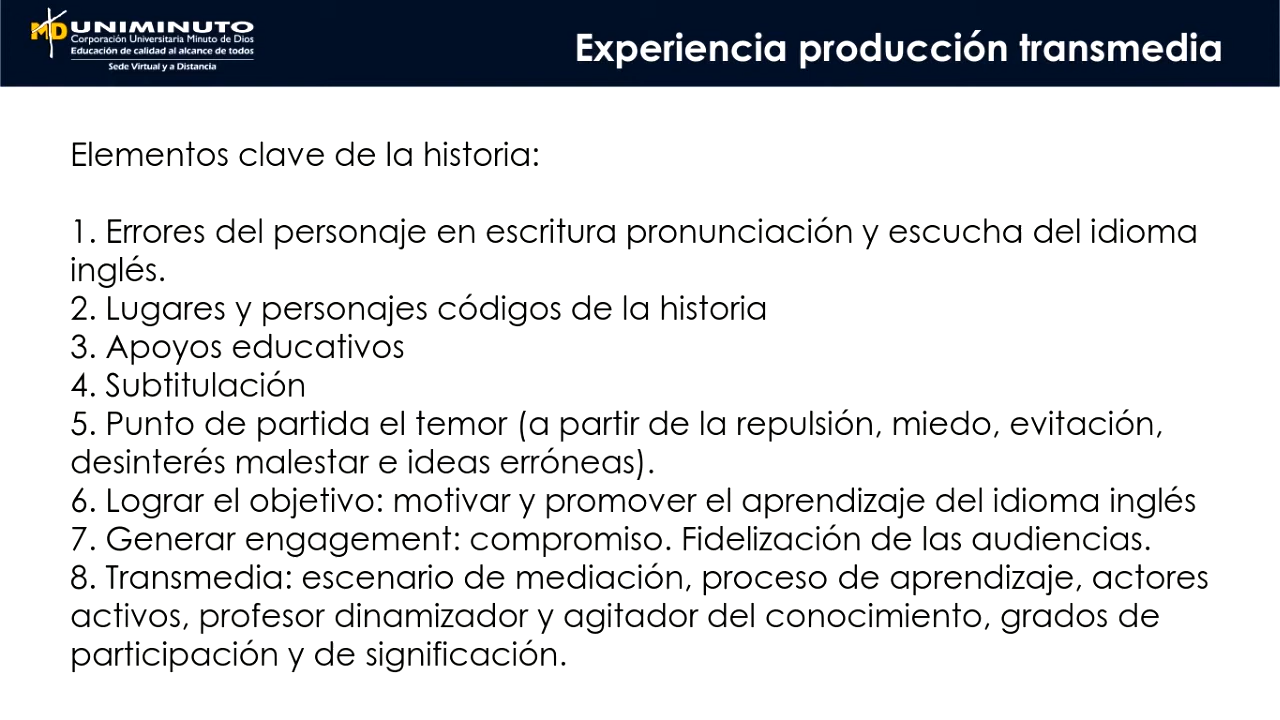 MD UNIMINUTO
Corporación Universitaria Minuto de Dios
Educación de calidad al alcance de todos
Sede Virtual y a Distancia
Experiencia producción transmedia
Elementos clave de la historia:
1. Errores del personaje en escritura pronunciación y escucha del idioma
inglés.
2. Lugares y personajes códigos de la historia
3. Apoyos educativos
4. Subtitulación
5. Punto de partida el temor (a partir de la repulsión, miedo, evitación,
desinterés malestar e ideas erróneas).
6. Lograr el objetivo: motivar y promover el aprendizaje del idioma inglés
7. Generar engagement: compromiso. Fidelización de las audiencias.
8. Transmedia: escenario de mediación, proceso de aprendizaje, actores
activos, profesor dinamizador y agitador del conocimiento, grados de
participación y de significación.